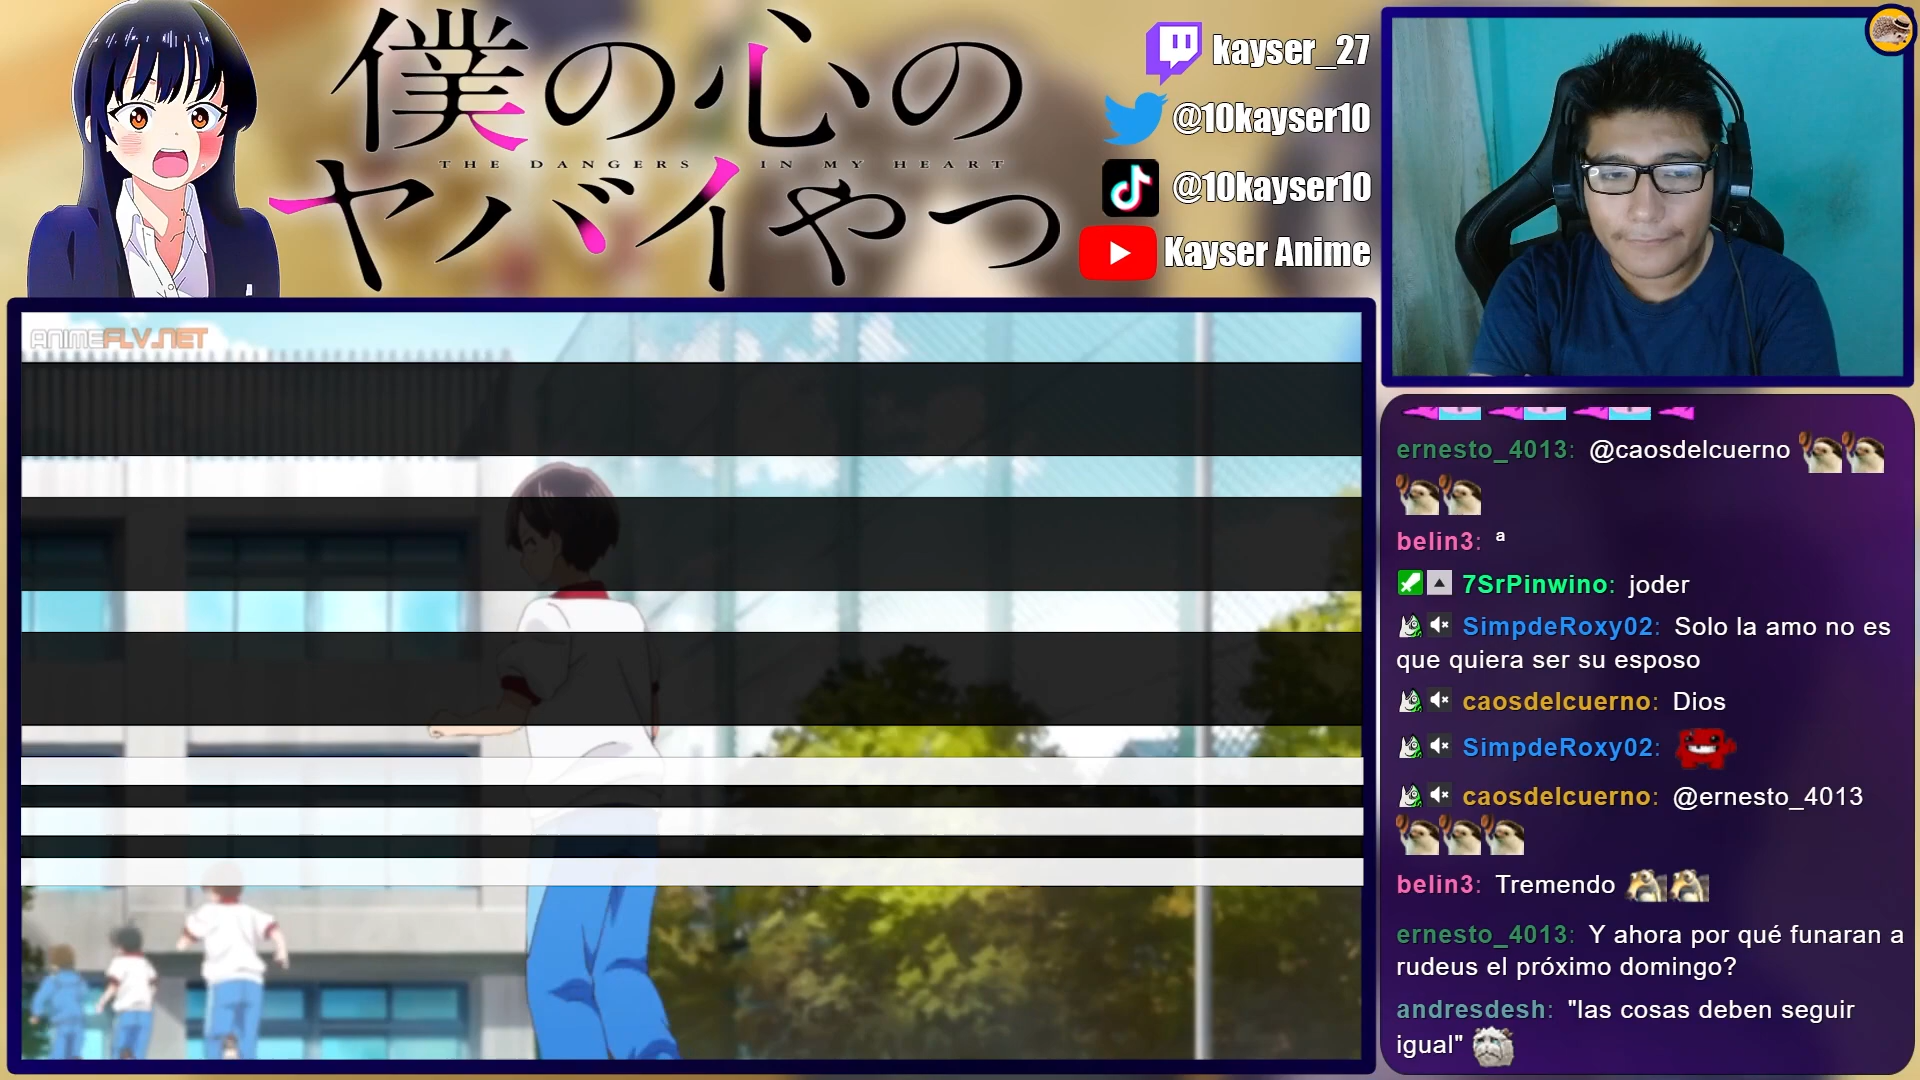 僕の心の
THE DANGERS IN MY HEART
ヤバイやつ
kayser_27
@10kayser10
@10kayser10
Kayser Anime
ANIMEFLV.NET
ernesto_4013: @caosdelcuerno
belin3: ª
7SrPinwino: joder
SimpdeRoxy02: Solo la amo no es
que quiera ser su esposo
caosdelcuerno: Dios
SimpdeRoxy02:
caosdelcuerno: @ernesto_4013
belin3: Tremendo
ernesto_4013: Y ahora por qué funaran a
rudeus el próximo domingo?
andresdesh: "las cosas deben seguir
igual"